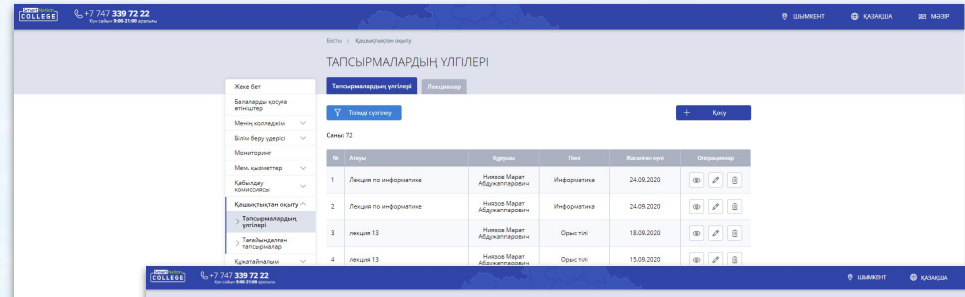 Smart Nation
COLLEGE
+7 747 339 72 22
Күн сайын 9:00-21:00 аралығы
ШЫМКЕНТ
ҚАЗАҚША
МӘЗІР
Басты > Қашықтықтан оқыту
ТАПСЫРМАЛАРДЫҢ ҮЛГІЛЕРІ
Тапсырмалардың үлгілері
Лекциялар
Тізімді сүзгілеу
+ Қосу
Саны: 72
Жеке бет
Балаларды қосуға өтініштер
Менің колледжім
Білім беру үдерісі
Мониторинг
Мем. қызметтер
Қабылдау комиссиясы
Қашықтықтан оқыту
Тапсырмалардың үлгілері
Тағайындалған тапсырмалар
Құжатайналым
№ Атауы Құрушы Пәні Жасалған күні Операциялар
1 Лекция по информатике Ниязов Марат Абдужаппарович Информатика 24.09.2020
2 Лекция по информатике Ниязов Марат Абдужаппарович Информатика 24.09.2020
3 лекция 13 Ниязов Марат Абдужаппарович Орыс тілі 18.09.2020
4 лекция 13 Ниязов Марат Абдужаппарович Орыс тілі 15.09.2020
Smart Nation
COLLEGE
+7 747 339 72 22
Күн сайын 9:00-21:00 аралығы
ШЫМКЕНТ
ҚАЗАҚША